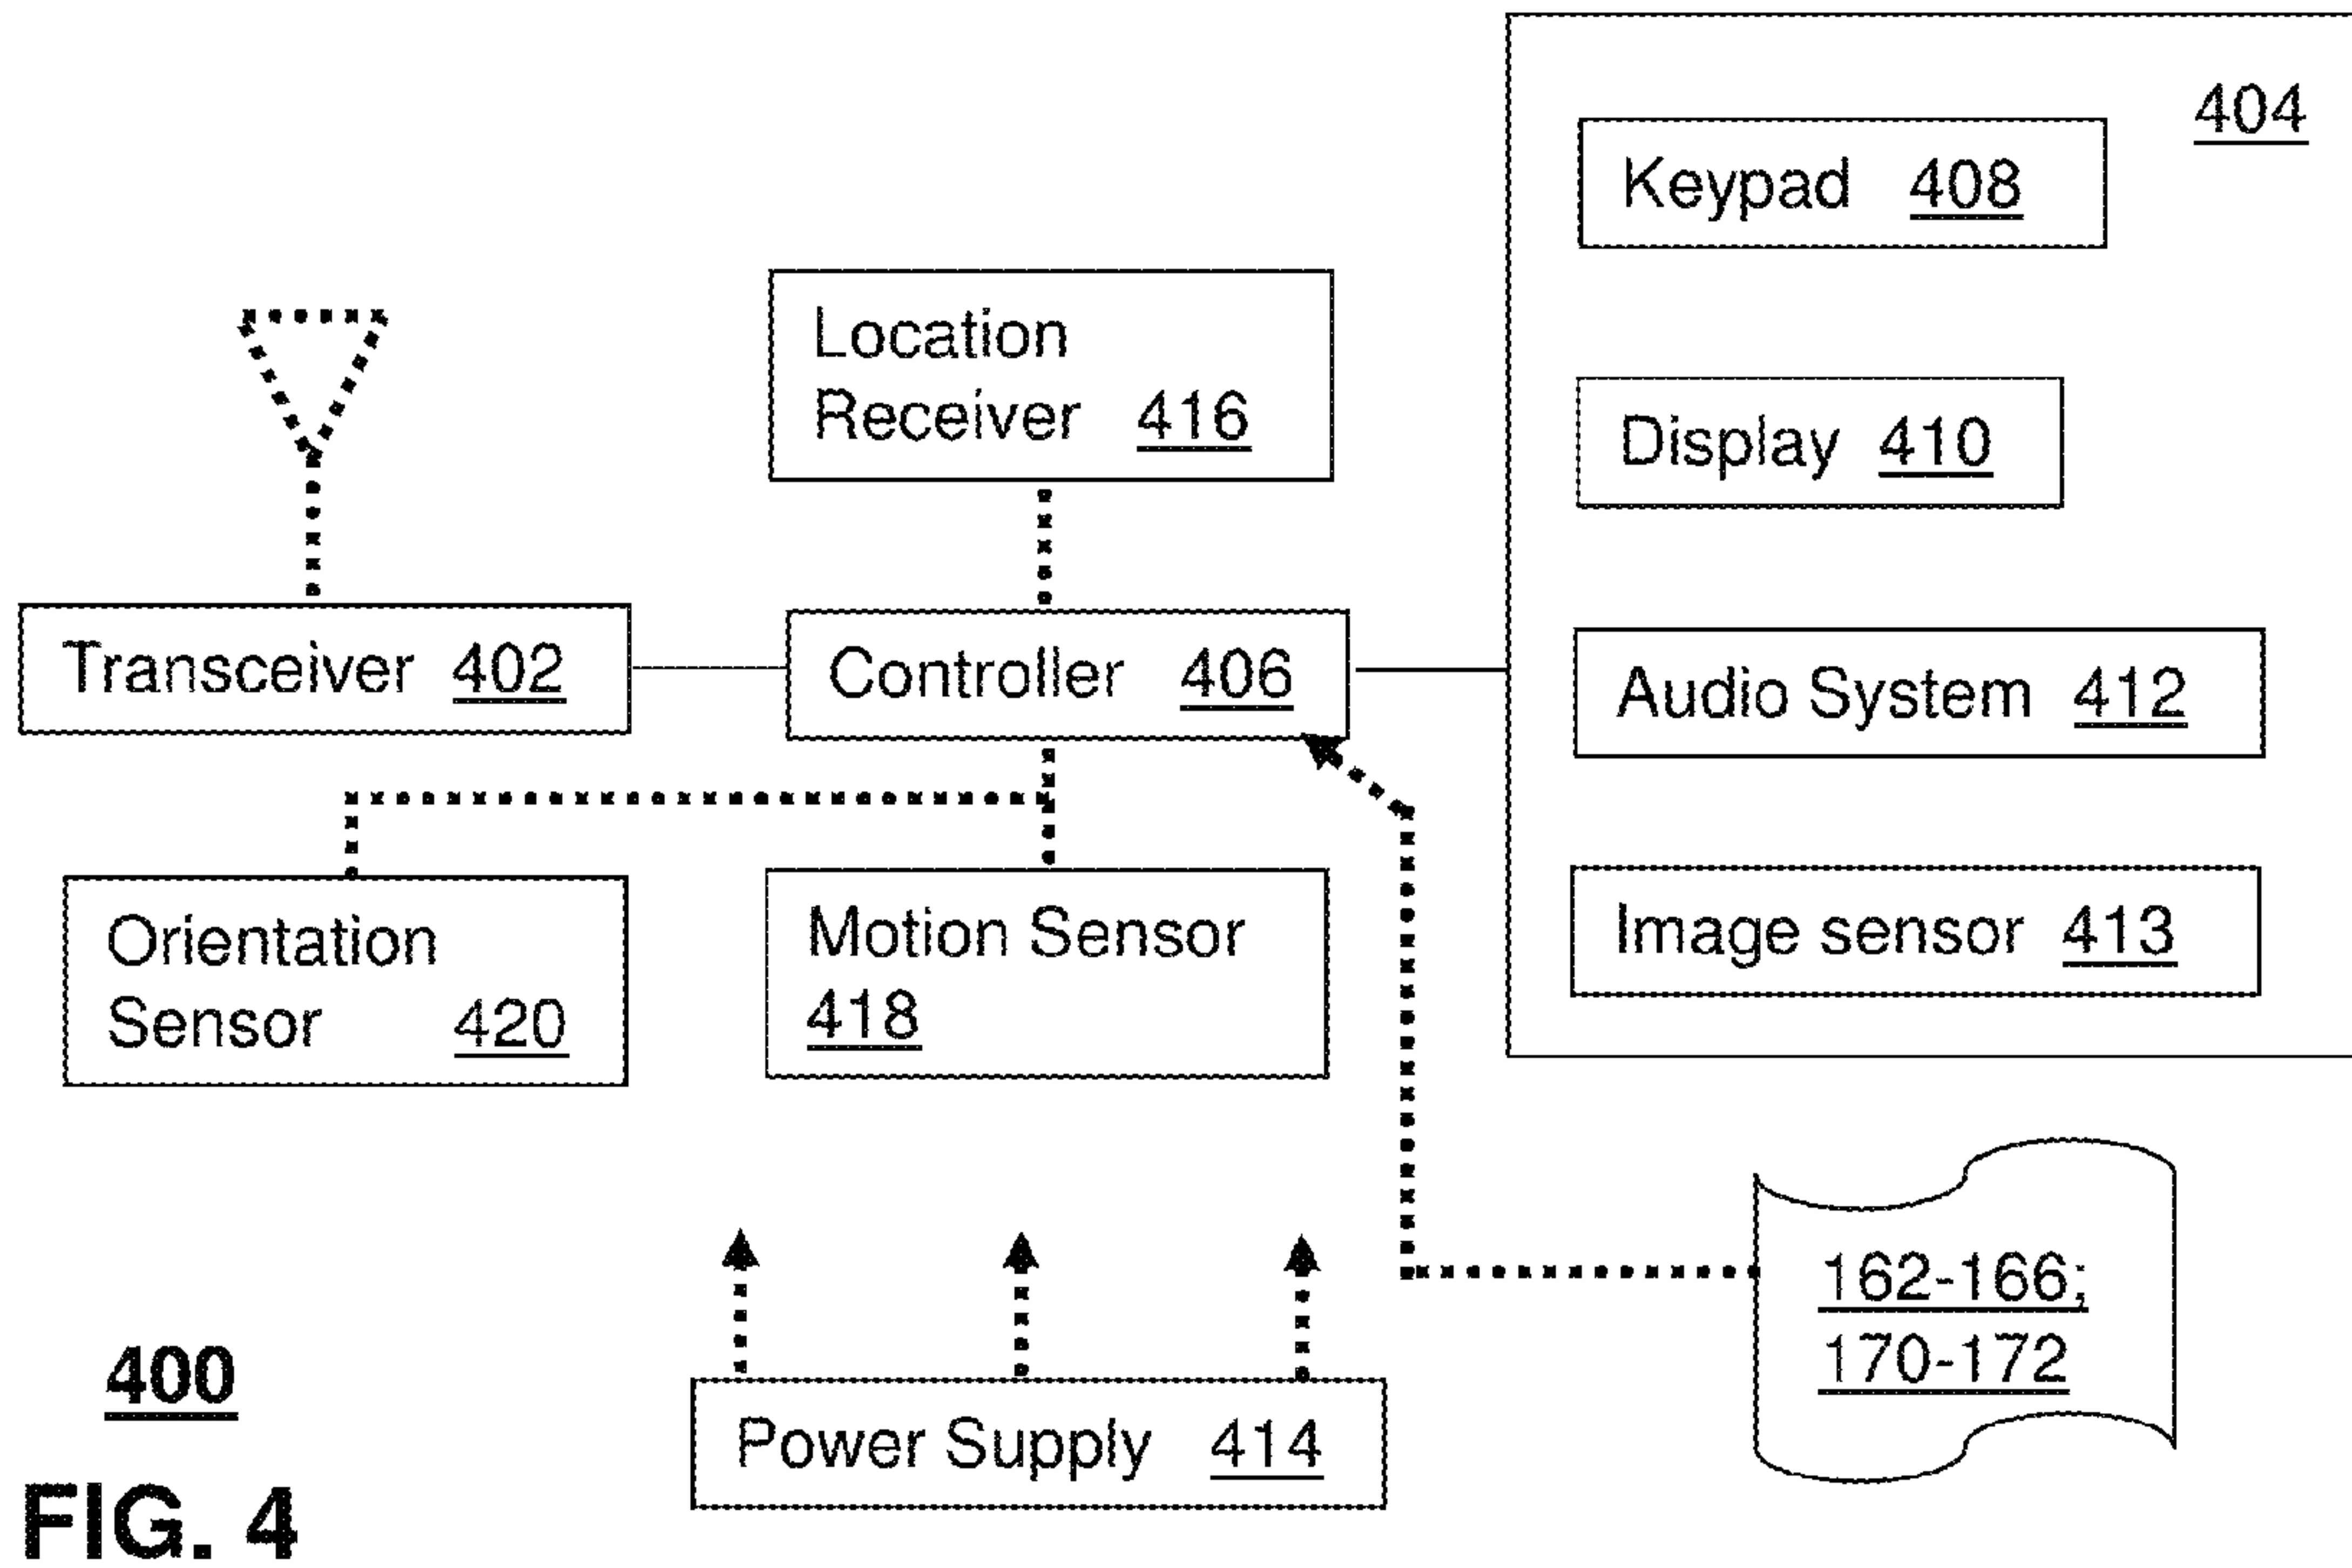 404
Keypad 408
Location
Receiver 416
Display 410
Transceiver 402
Controller 406
Audio System 412
Orientation
Sensor 420
Motion Sensor
418
Image sensor 413
162-166;
170-172
Power Supply 414
400
FIG. 4